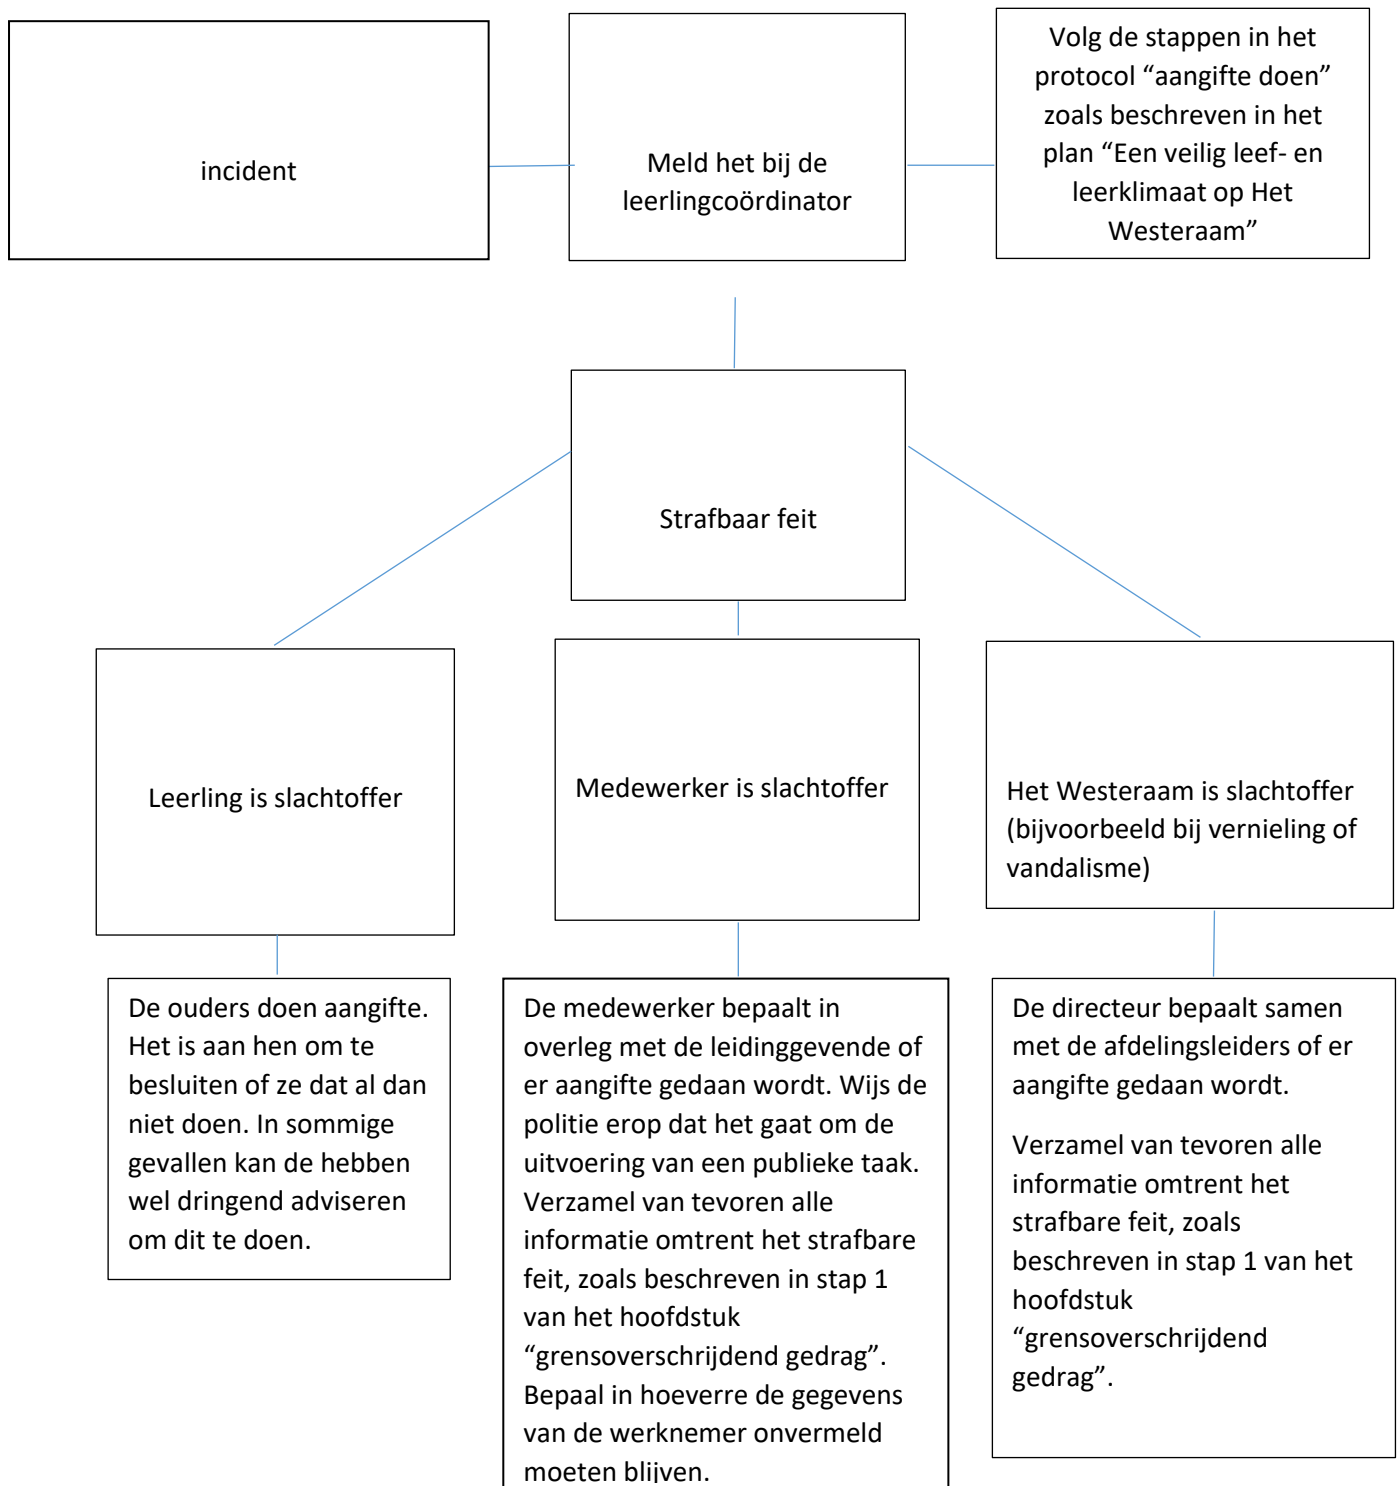 incident
Meld het bij de
leerlingcoördinator
Volg de stappen in het
protocol “aangifte doen”
zoals beschreven in het
plan “Een veilig leef- en
leerklimaat op Het
Westeraam”
Strafbaar feit
Leerling is slachtoffer
Medewerker is slachtoffer
Het Westeraam is slachtoffer
(bijvoorbeeld bij vernieling of
vandalisme)
De ouders doen aangifte.
Het is aan hen om te
besluiten of ze dat al dan
niet doen. In sommige
gevallen kan de hebben
wel dringend adviseren
om dit te doen.
De medewerker bepaalt in
overleg met de leidinggevende of
er aangifte gedaan wordt. Wijs de
politie erop dat het gaat om de
uitvoering van een publieke taak.
Verzamel van tevoren alle
informatie omtrent het strafbare
feit, zoals beschreven in stap 1
van het hoofdstuk
“grensoverschrijdend gedrag”.
Bepaal in hoeverre de gegevens
van de werknemer onvermeld
moeten blijven.
De directeur bepaalt samen
met de afdelingsleiders of er
aangifte gedaan wordt.
Verzamel van tevoren alle
informatie omtrent het
strafbare feit, zoals
beschreven in stap 1 van het
hoofdstuk
“grensoverschrijdend
gedrag”.